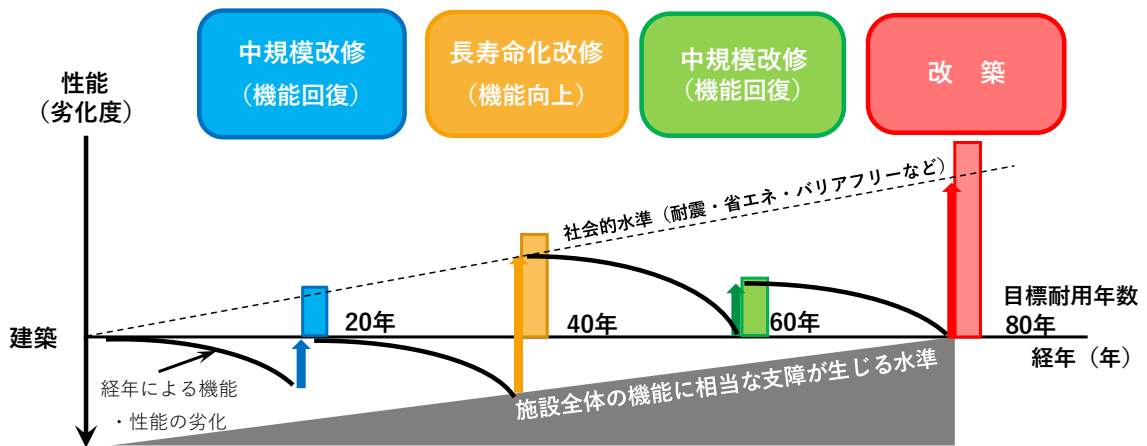 中規模改修
(機能回復)
長寿命化改修
(機能向上)
中規模改修
(機能回復)
改　築
性能
(劣化度)
社会的水準(耐震・省エネ・バリアフリーなど)
建築
20年
40年
60年
目標耐用年数
80年
経年(年)
経年による機能
・性能の劣化
施設全体の機能に相当な支障が生じる水準